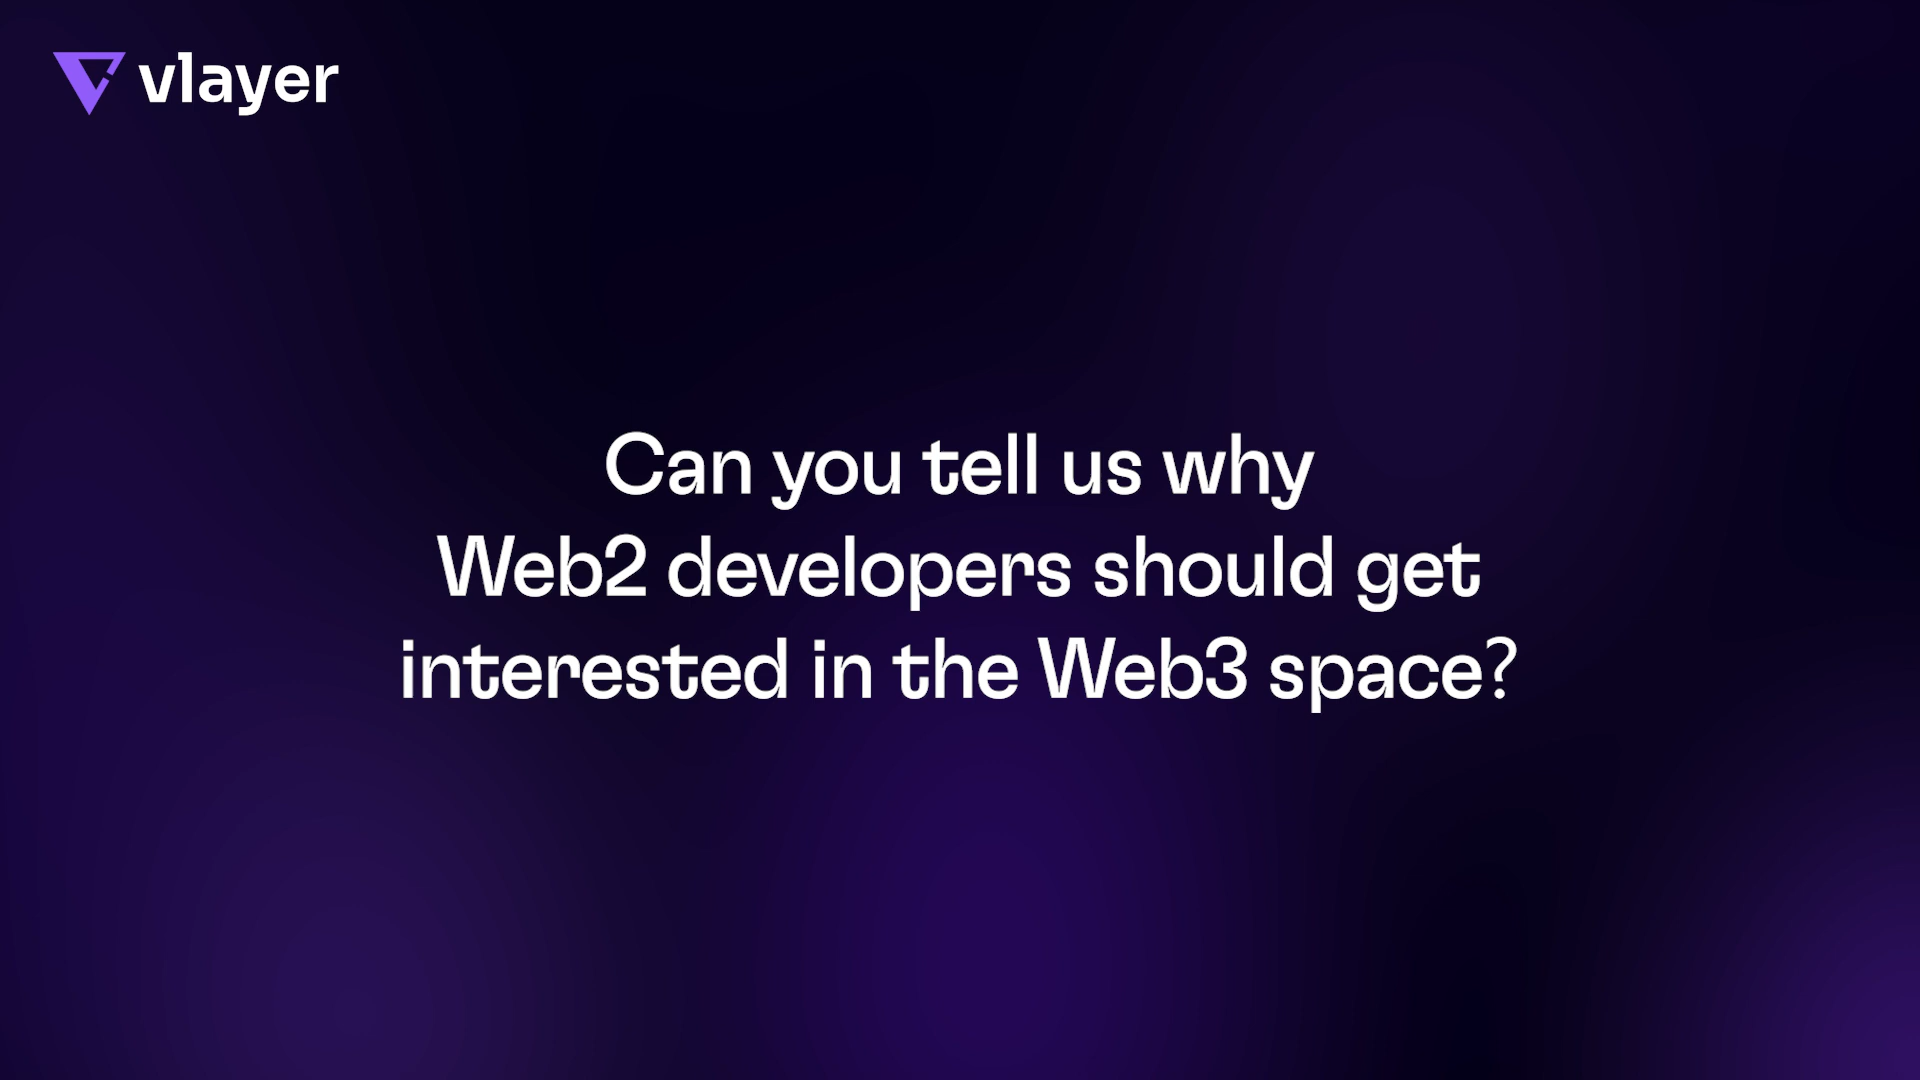 vlayer
Can you tell us why
Web2 developers should get
interested in the Web3 space?